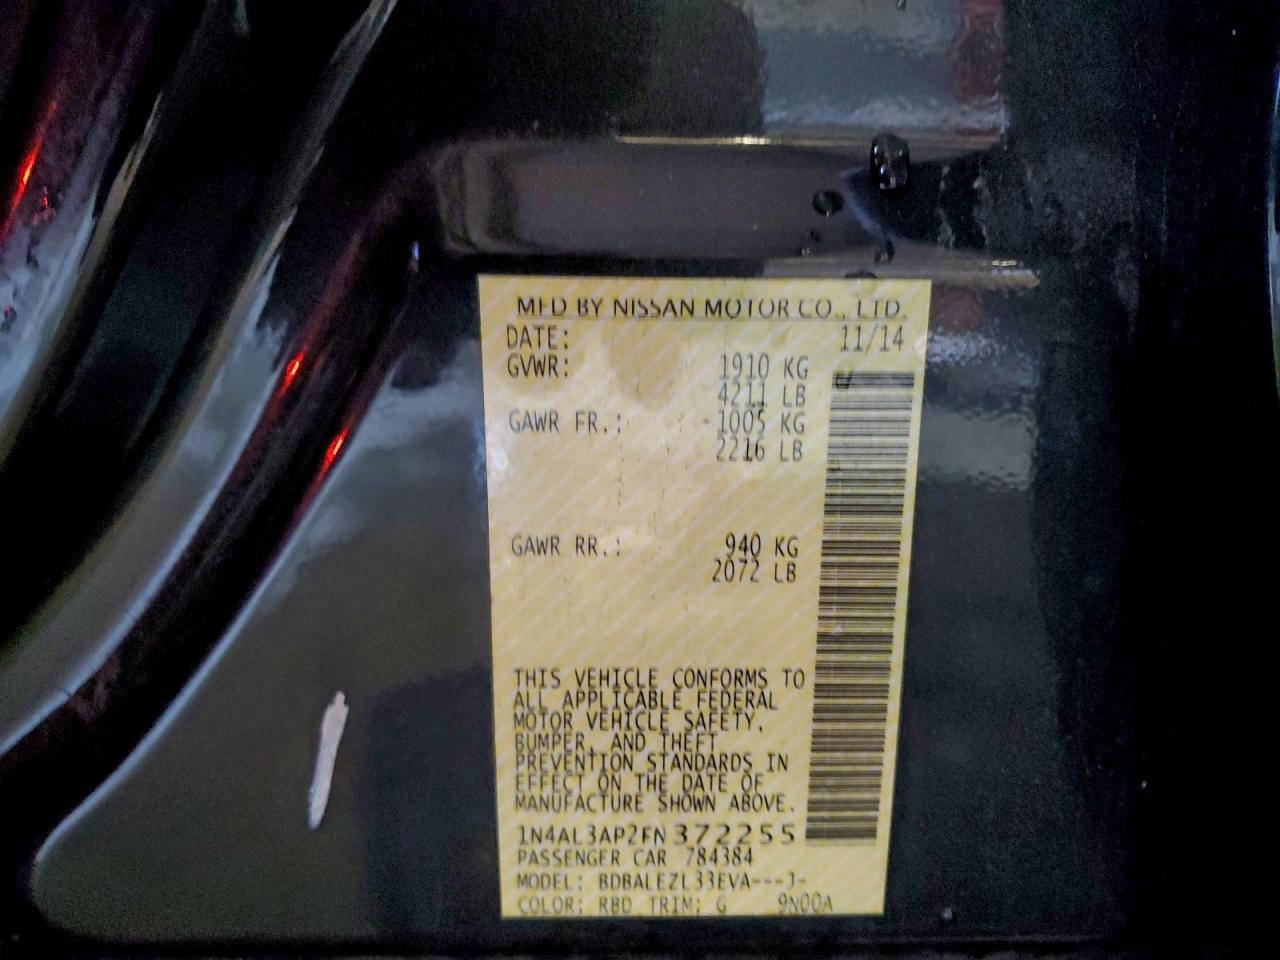 MFD BY NISSAN MOTOR CO., LTD.
DATE: 11/14
GVWR: 1910 KG
4211 LB
GAWR FR.: 1005 KG
2216 LB
GAWR RR.: 940 KG
2072 LB
THIS VEHICLE CONFORMS TO
ALL APPLICABLE FEDERAL
MOTOR VEHICLE SAFETY,
BUMPER, AND THEFT
PREVENTION STANDARDS IN
EFFECT ON THE DATE OF
MANUFACTURE SHOWN ABOVE.
1N4AL3AP2FN372255
PASSENGER CAR 784384
MODEL: BDBALEZL33EVA---J-
COLOR: RBD TRIM: G 9N00A